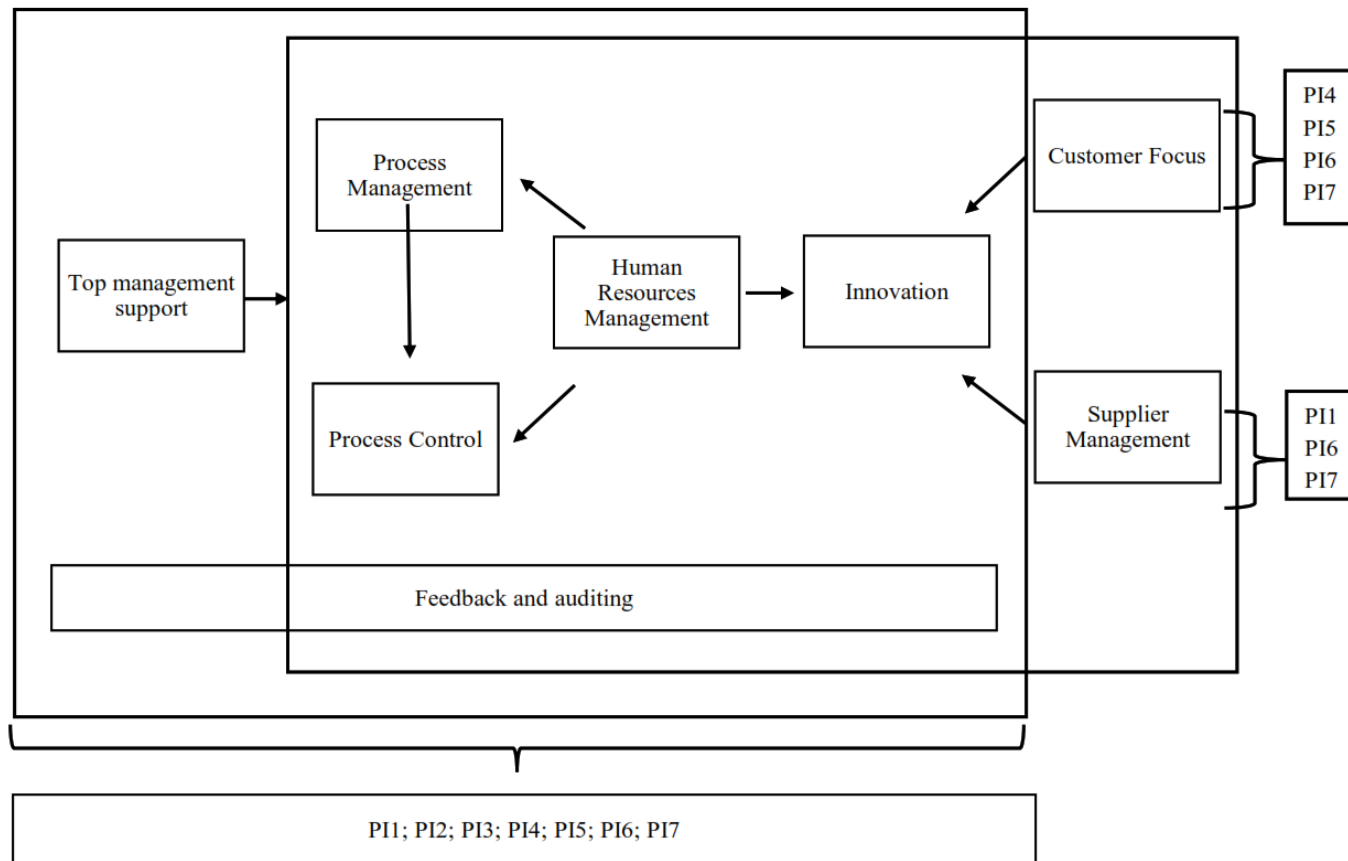 PI4
PI5
PI6
PI7
Customer Focus
Process
Management
Top management
support
Human
Resources
Management
Innovation
Process Control
Supplier
Management
PI1
PI6
PI7
Feedback and auditing
PI1; PI2; PI3; PI4; PI5; PI6; PI7